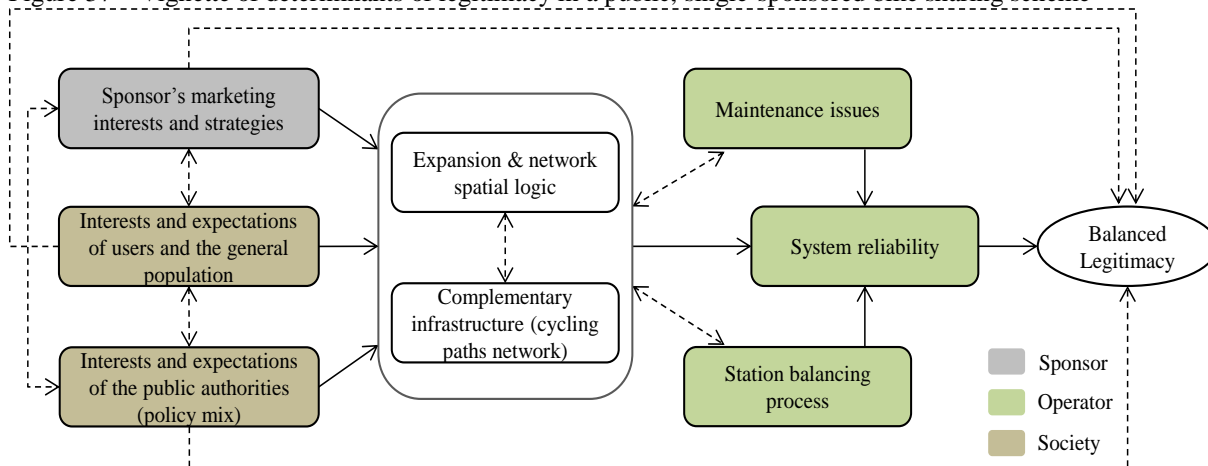 Sponsor's marketing
interests and strategies
Interests and expectations
of users and the general
population
Interests and expectations
of the public authorities
(policy mix)
Expansion & network
spatial logic
Complementary
infrastructure (cycling
paths network)
Maintenance issues
System reliability
Station balancing
process
Balanced
Legitimacy
Sponsor
Operator
Society